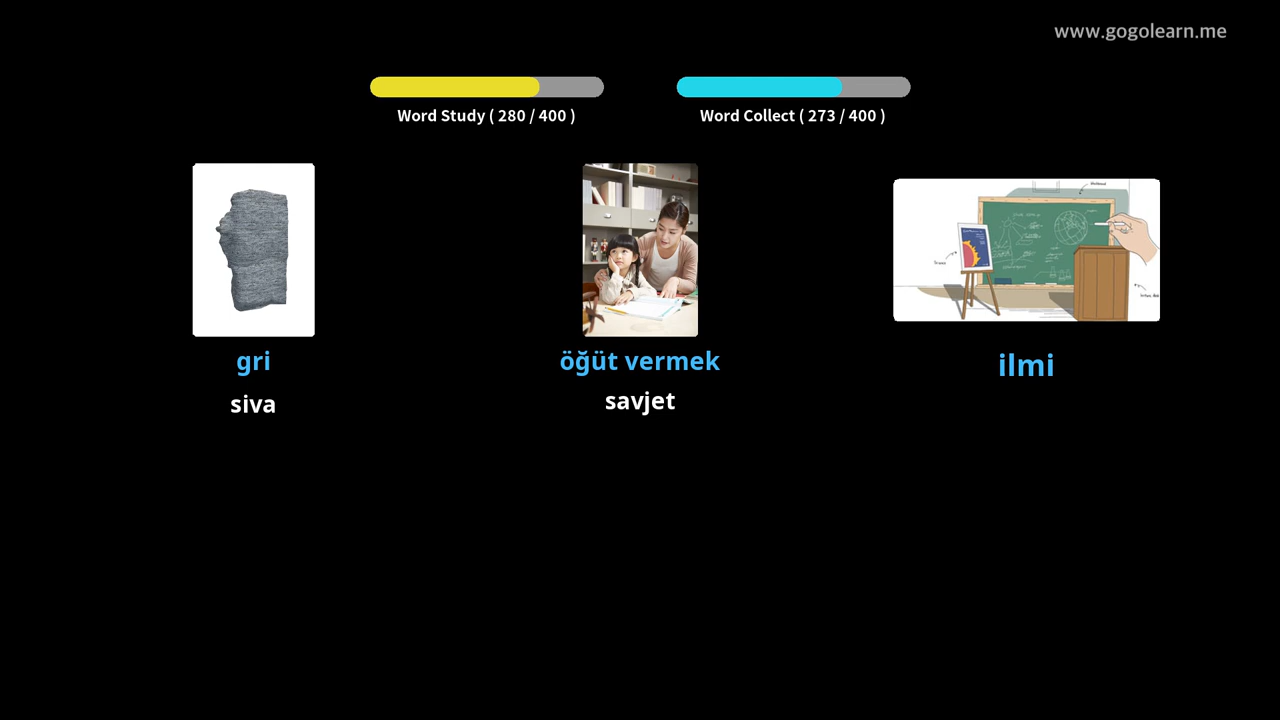 www.gogolearn.me
Word Study ( 280 / 400 )
Word Collect ( 273 / 400 )
gri
öğüt vermek
ilmi
siva
savjet